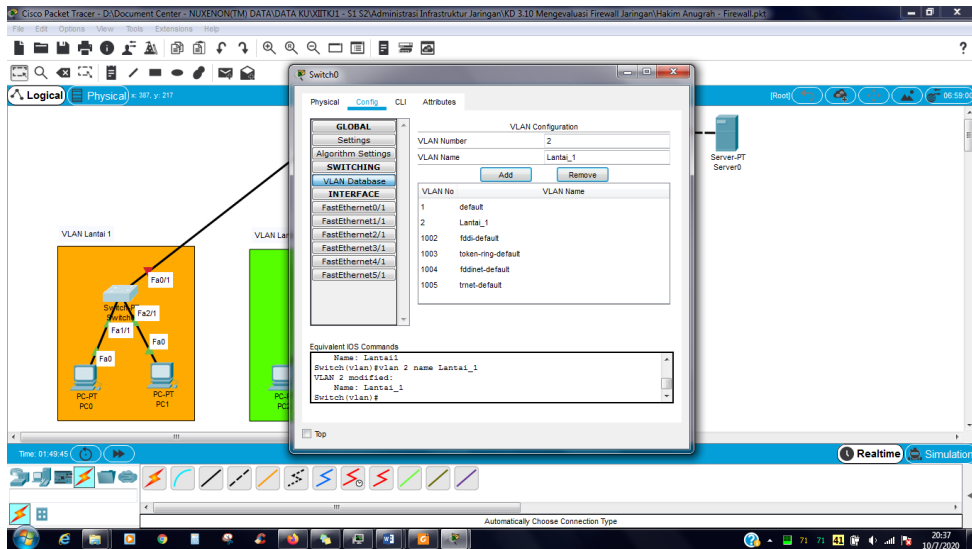 Cisco Packet Tracer - D:\Document Center - NUXENON(TM) DATA\DATA KU\XIITKJ1 - S1 S2\Administrasi Infrastruktur Jaringan\KD 3.10 Mengevaluasi Firewall Jaringan\Hakim Anugrah - Firewall.pkt
File Edit Options View Tools Extensions Help
?
Logical
Physical
x: 387, y: 217
[Root]
06:59:00
Switch0
Physical Config CLI Attributes
GLOBAL
Settings
Algorithm Settings
SWITCHING
VLAN Database
INTERFACE
FastEthernet0/1
FastEthernet1/1
FastEthernet2/1
FastEthernet3/1
FastEthernet4/1
FastEthernet5/1
VLAN Configuration
VLAN Number 2
VLAN Name Lantai_1
Add Remove
VLAN No VLAN Name
1 default
2 Lantai_1
1002 fddi-default
1003 token-ring-default
1004 fddinet-default
1005 trnet-default
Equivalent IOS Commands
Name: Lantai1
Switch(vlan)#vlan 2 name Lantai_1
VLAN 2 modified:
Name: Lantai_1
Switch(vlan)#
Top
Server-PT
Server0
VLAN Lantai 1
VLAN
Fa0/1
Fa2/1
Fa1/1
Fa0
Fa0
PC-PT
PC0
PC-PT
PC1
Time: 01:49:45
Realtime
Simulation
Automatically Choose Connection Type
71 71 41
20:37
10/7/2020